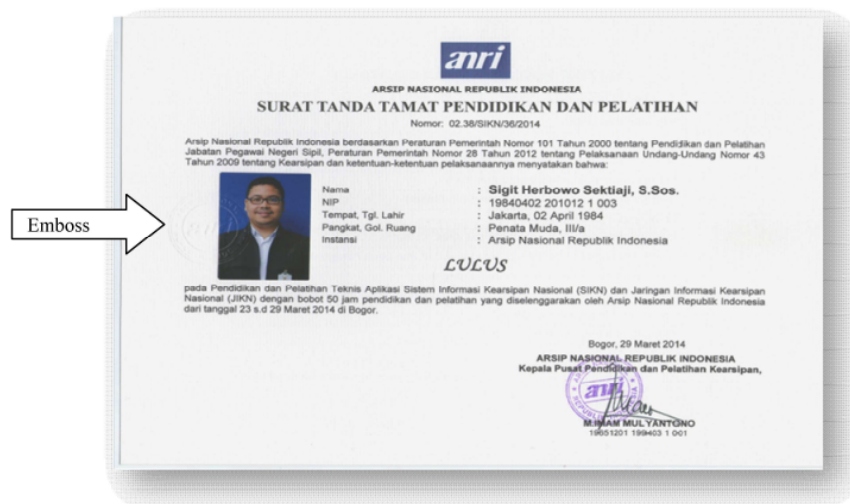 anri
ARSIP NASIONAL REPUBLIK INDONESIA
SURAT TANDA TAMAT PENDIDIKAN DAN PELATIHAN
Nomor: 02.38/SIKN/36/2014
Arsip Nasional Republik Indonesia berdasarkan Peraturan Pemerintah Nomor 101 Tahun 2000 tentang Pendidikan dan Pelatihan
Jabatan Pegawai Negeri Sipil, Peraturan Pemerintah Nomor 28 Tahun 2012 tentang Pelaksanaan Undang-Undang Nomor 43
Tahun 2009 tentang Kearsipan dan ketentuan-ketentuan pelaksanaannya menyatakan bahwa:
Nama : Sigit Herbowo Sektiaji, S.Sos.
NIP : 19840402 201012 1 003
Tempat, Tgl. Lahir : Jakarta, 02 April 1984
Pangkat, Gol. Ruang : Penata Muda, III/a
Instansi : Arsip Nasional Republik Indonesia
Emboss
LULUS
pada Pendidikan dan Pelatihan Teknis Aplikasi Sistem Informasi Kearsipan Nasional (SIKN) dan Jaringan Informasi Kearsipan
Nasional (JIKN) dengan bobot 50 jam pendidikan dan pelatihan yang diselenggarakan oleh Arsip Nasional Republik Indonesia
dari tanggal 23 s.d 29 Maret 2014 di Bogor.
Bogor, 29 Maret 2014
ARSIP NASIONAL REPUBLIK INDONESIA
Kepala Pusat Pendidikan dan Pelatihan Kearsipan,
anri
M.IMAM MULYANTONO
19651201 199403 1 001